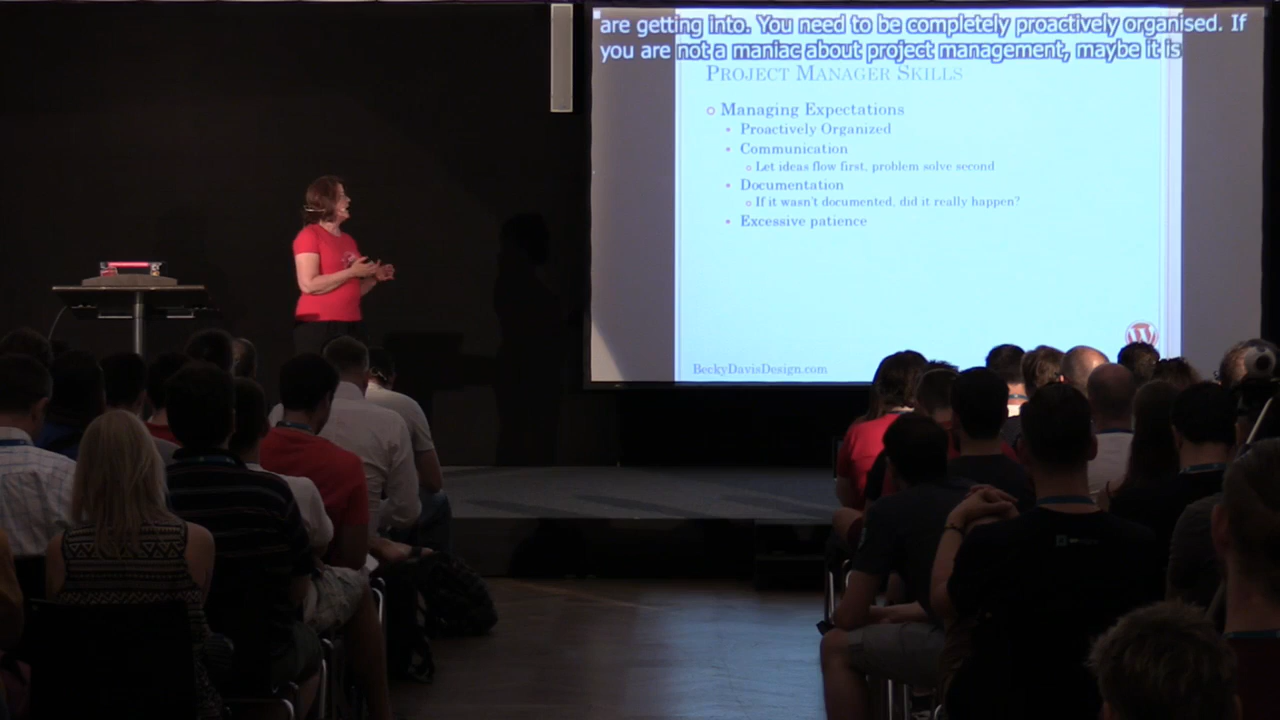 are getting into. You need to be completely proactively organised. If
you are not a maniac about project management, maybe it is
PROJECT MANAGER SKILLS
Managing Expectations
Proactively Organized
Communication
Let ideas flow first, problem solve second
Documentation
If it wasn't documented, did it really happen?
Excessive patience
BeckyDavisDesign.com